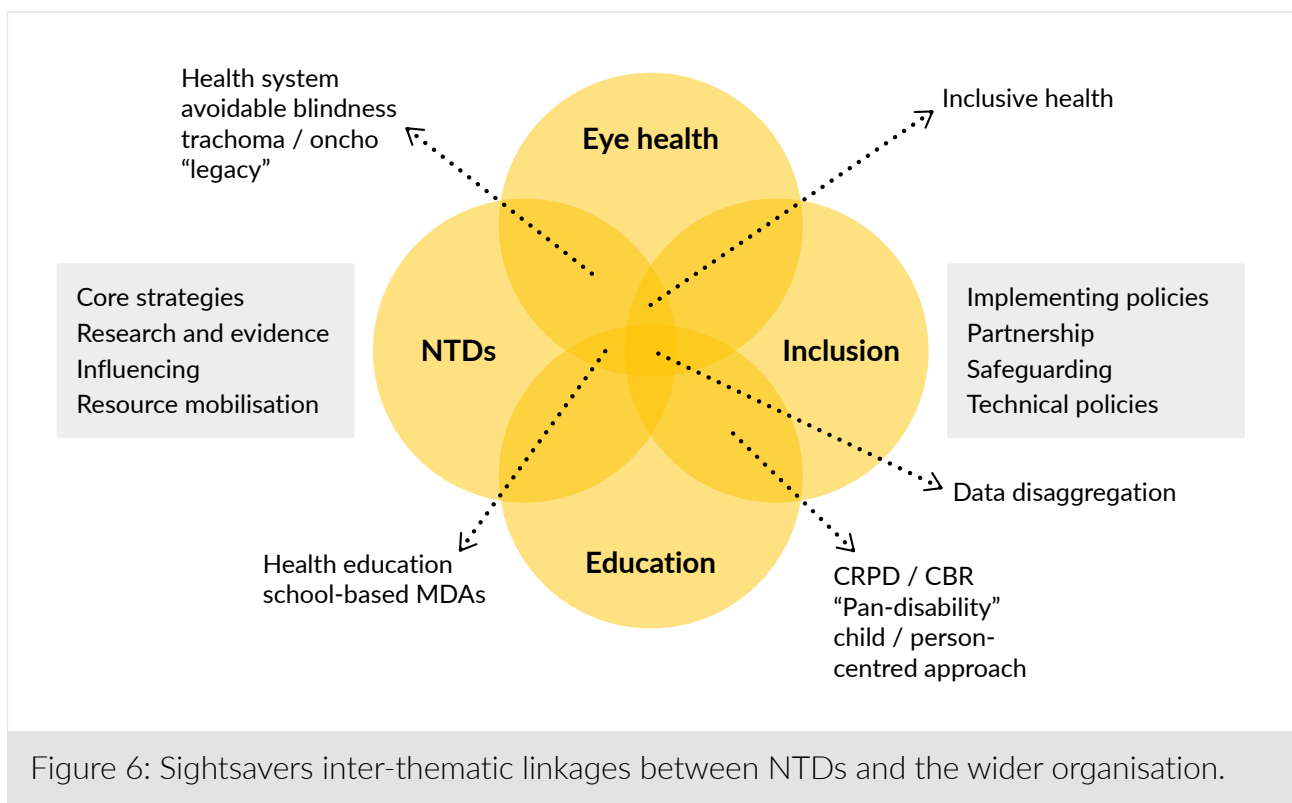 Health system
avoidable blindness
trachoma / oncho
“legacy”
Eye health
Inclusive health
Core strategies
Research and evidence
Influencing
Resource mobilisation
NTDs
Inclusion
Implementing policies
Partnership
Safeguarding
Technical policies
Data disaggregation
Health education
school-based MDAs
Education
CRPD / CBR
“Pan-disability”
child / person-
centred approach
Figure 6: Sightsavers inter-thematic linkages between NTDs and the wider organisation.